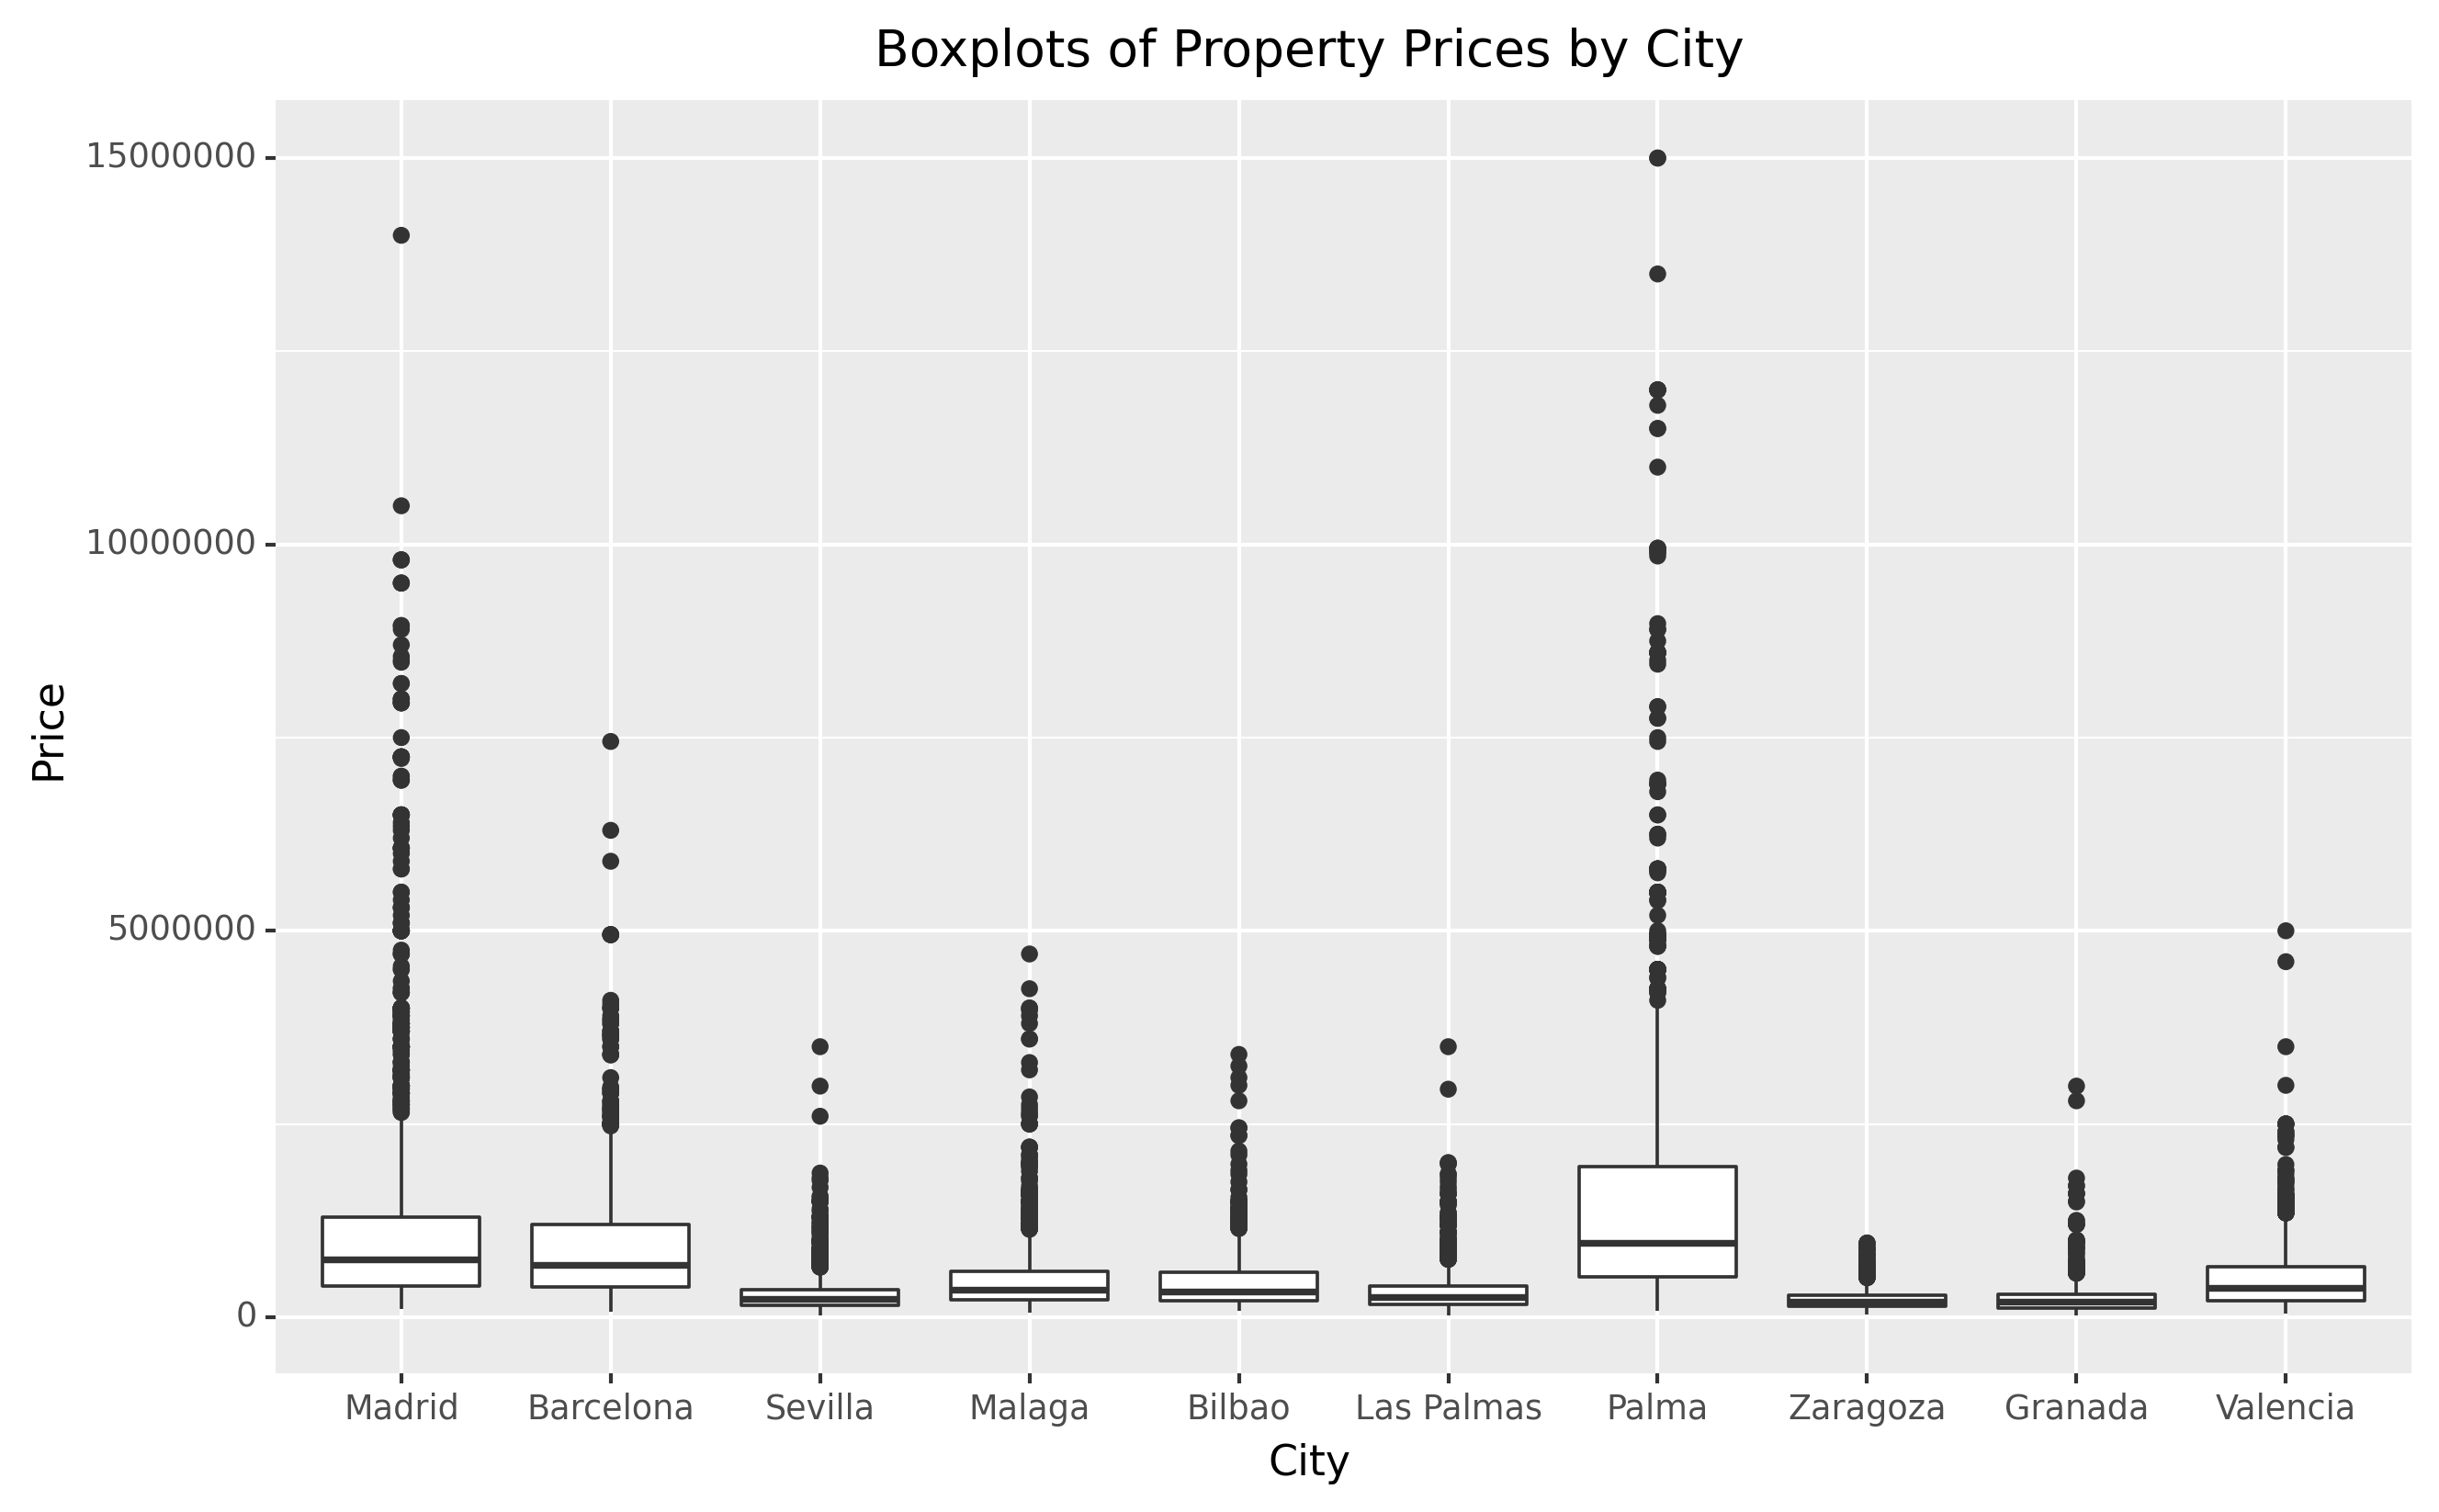 Boxplots of Property Prices by City
15000000
10000000
5000000
0
Price
Madrid Barcelona Sevilla Malaga Bilbao Las Palmas Palma Zaragoza Granada Valencia
City